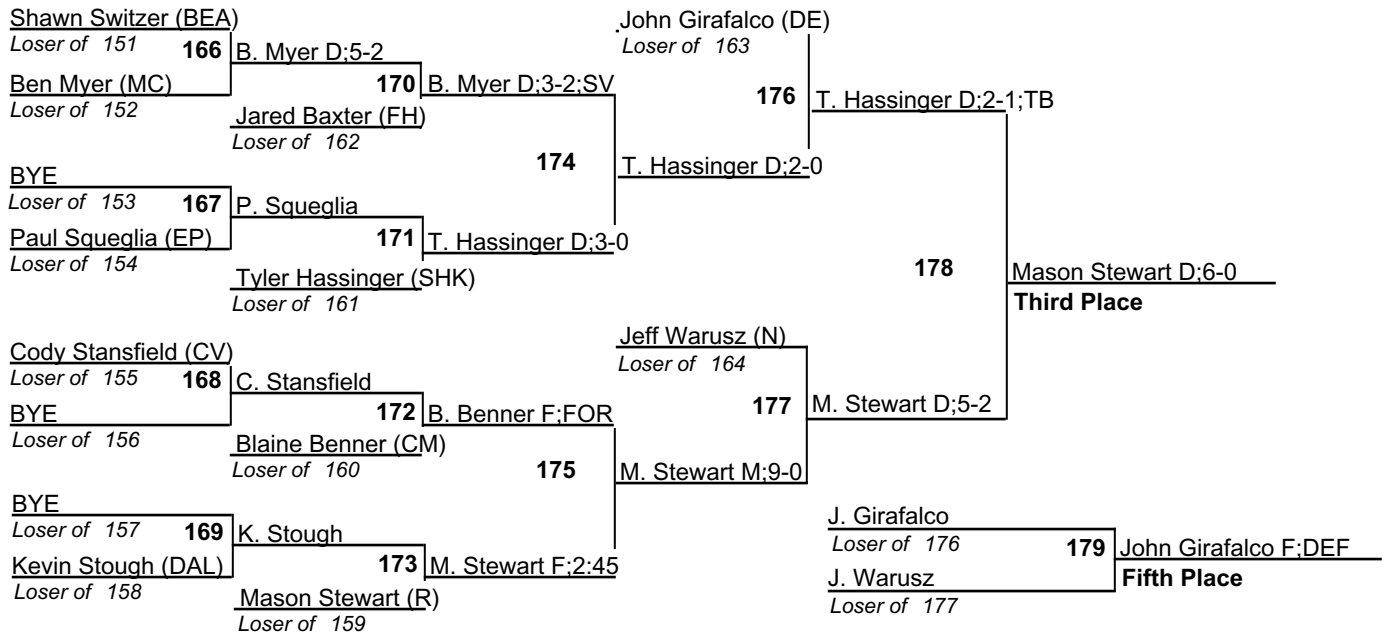 Shawn Switzer (BEA)
Loser of 151
166
B. Myer D;5-2
Ben Myer (MC)
Loser of 152
170
B. Myer D;3-2;SV
Jared Baxter (FH)
Loser of 162
174
BYE
Loser of 153
167
P. Squeglia
Paul Squeglia (EP)
Loser of 154
171
T. Hassinger D;3-0
Tyler Hassinger (SHK)
Loser of 161
John Girafalco (DE)
Loser of 163
176
T. Hassinger D;2-1;TB
T. Hassinger D;2-0
178
Mason Stewart D;6-0
Third Place
Cody Stansfield (CV)
Loser of 155
168
C. Stansfield
BYE
Loser of 156
172
B. Benner F;FOR
Blaine Benner (CM)
Loser of 160
175
BYE
Loser of 157
169
K. Stough
Kevin Stough (DAL)
Loser of 158
173
M. Stewart F;2:45
Mason Stewart (R)
Loser of 159
Jeff Warusz (N)
Loser of 164
177
M. Stewart D;5-2
M. Stewart M;9-0
J. Girafalco
Loser of 176
179
John Girafalco F;DEF
J. Warusz
Fifth Place
Loser of 177